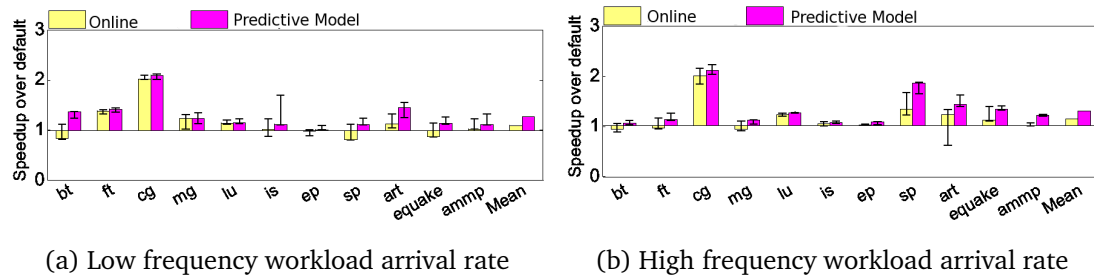 Online Predictive Model
Speedup over default
3
2
1
0
bt ft cg mg lu is ep sp art equake ammp Mean
(a) Low frequency workload arrival rate
Online Predictive Model
Speedup over default
3
2
1
0
bt ft cg mg lu is ep sp art equake ammp Mean
(b) High frequency workload arrival rate